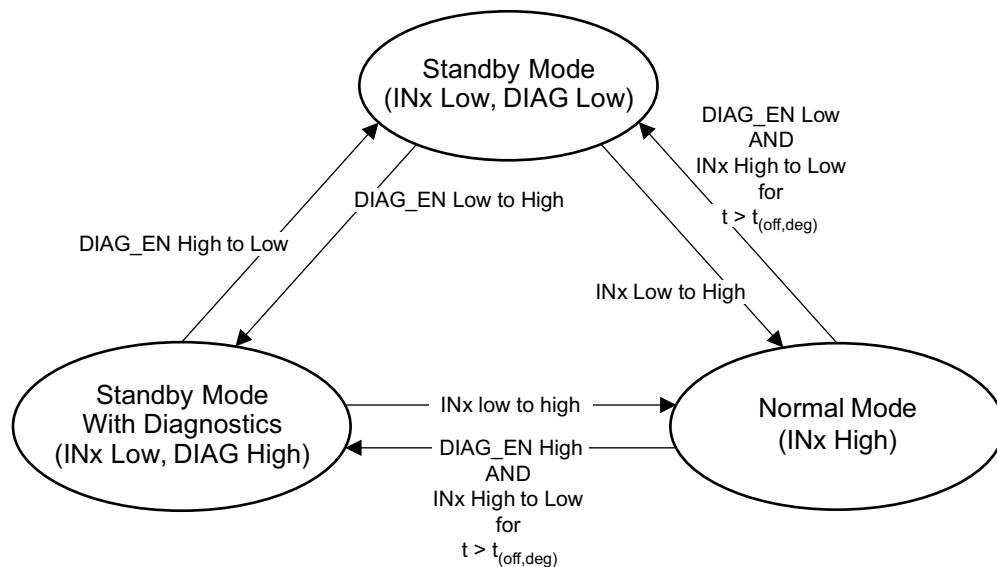 Standby Mode
(INx Low, DIAG Low)
DIAG_EN Low
AND
INx High to Low
for
t > t(off,deg)
DIAG_EN Low to High
DIAG_EN High to Low
INx Low to High
Standby Mode
With Diagnostics
(INx Low, DIAG High)
INx low to high
DIAG_EN High
AND
INx High to Low
for
t > t(off,deg)
Normal Mode
(INx High)